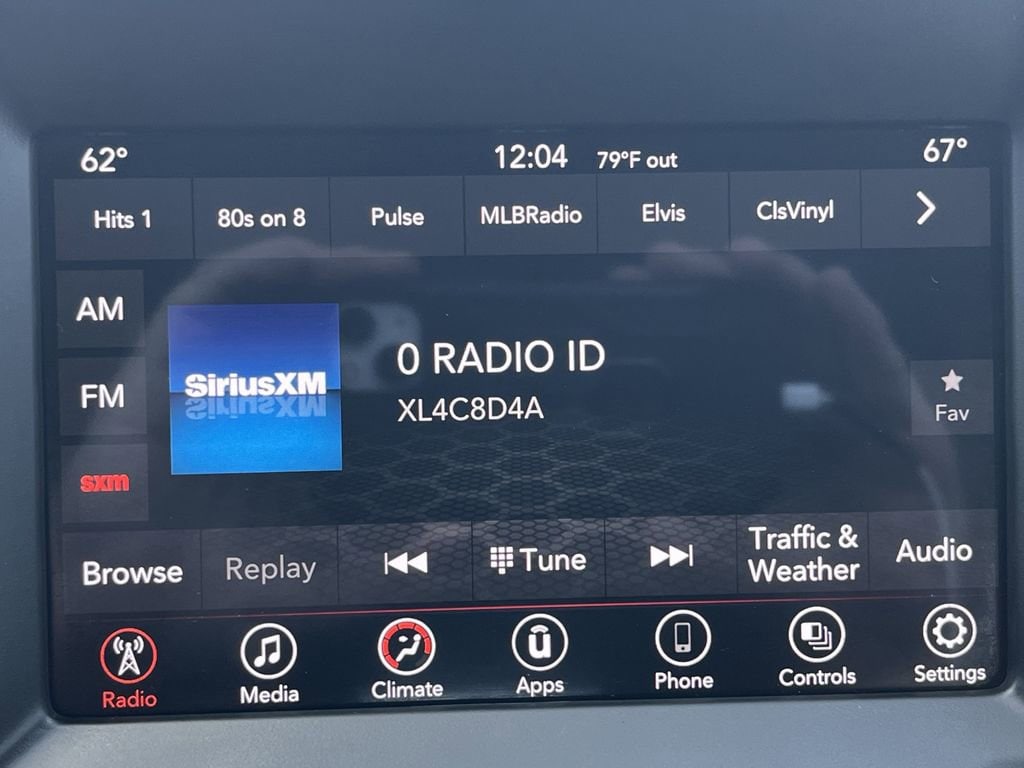 62° 12:04 79°F out 67°
Hits 1 80s on 8 Pulse MLBRadio Elvis ClsVinyl
AM
FM
sxm
SiriusXM
0 RADIO ID
XL4C8D4A
Fav
Browse Replay Tune Traffic &
Weather Audio
Radio Media Climate Apps Phone Controls Settings